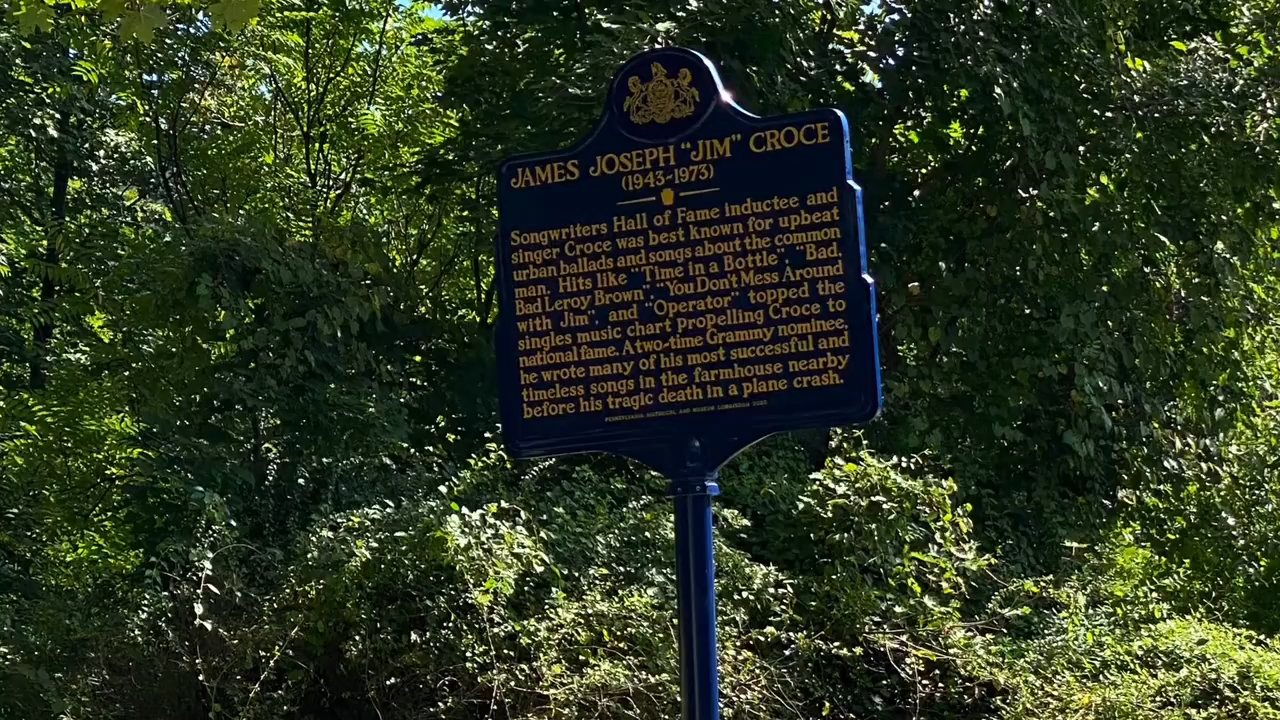 JAMES JOSEPH "JIM" CROCE
(1943-1973)
Songwriters Hall of Fame inductee and
singer Croce was best known for upbeat
urban ballads and songs about the common
man. Hits like "Time in a Bottle", "Bad,
Bad Leroy Brown", "You Don't Mess Around
with Jim", and "Operator" topped the
singles music chart propelling Croce to
national fame. A two-time Grammy nominee,
he wrote many of his most successful and
timeless songs in the farmhouse nearby
before his tragic death in a plane crash.
PENNSYLVANIA HISTORICAL AND MUSEUM COMMISSION